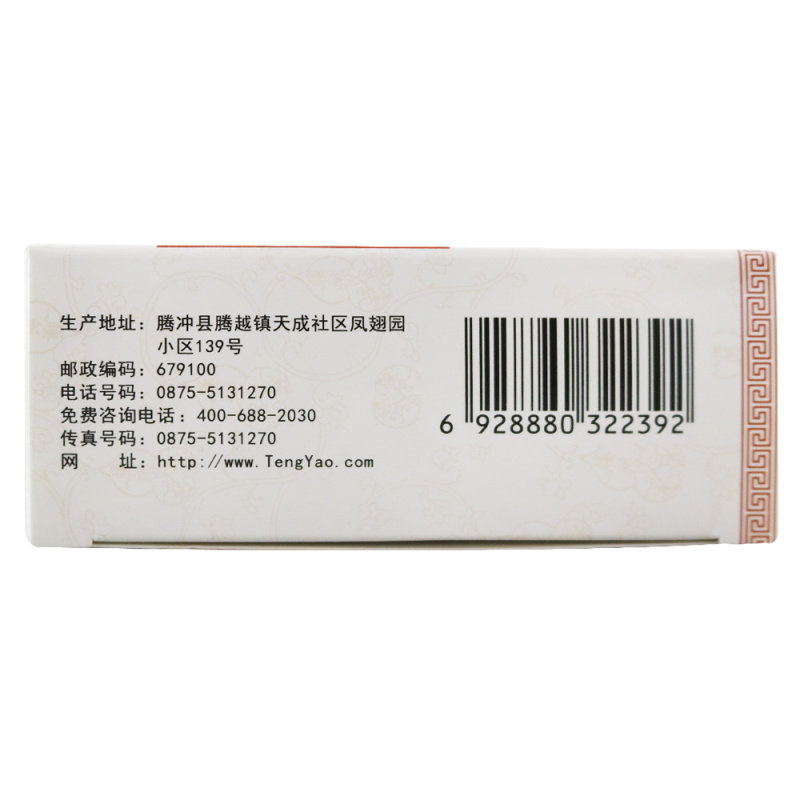 生产地址：腾冲县腾越镇天成社区凤翅园
小区139号
邮政编码：679100
电话号码：0875-5131270
免费咨询电话：400-688-2030
传真号码：0875-5131270
网 址：http://www.TengYao.com
6 928880 322392